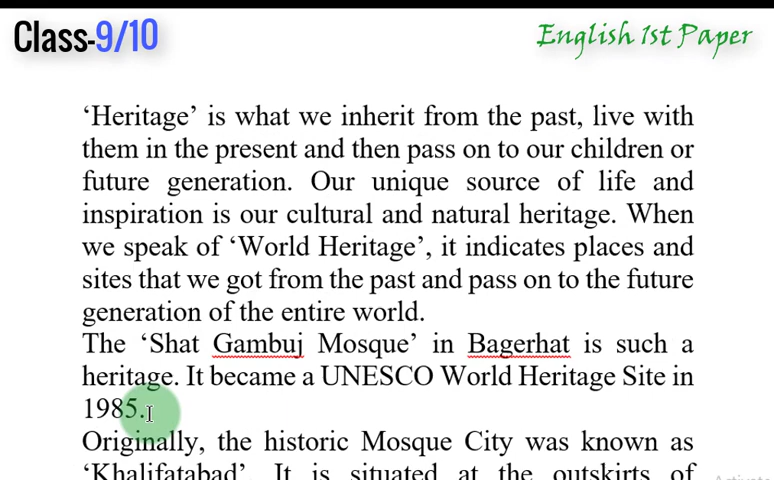 Class-9/10
English 1st Paper
‘Heritage’ is what we inherit from the past, live with
them in the present and then pass on to our children or
future generation. Our unique source of life and
inspiration is our cultural and natural heritage. When
we speak of ‘World Heritage’, it indicates places and
sites that we got from the past and pass on to the future
generation of the entire world.
The ‘Shat Gambuj Mosque’ in Bagerhat is such a
heritage. It became a UNESCO World Heritage Site in
1985.
Originally, the historic Mosque City was known as
‘Khalifatabad’. It is situated at the outskirts of